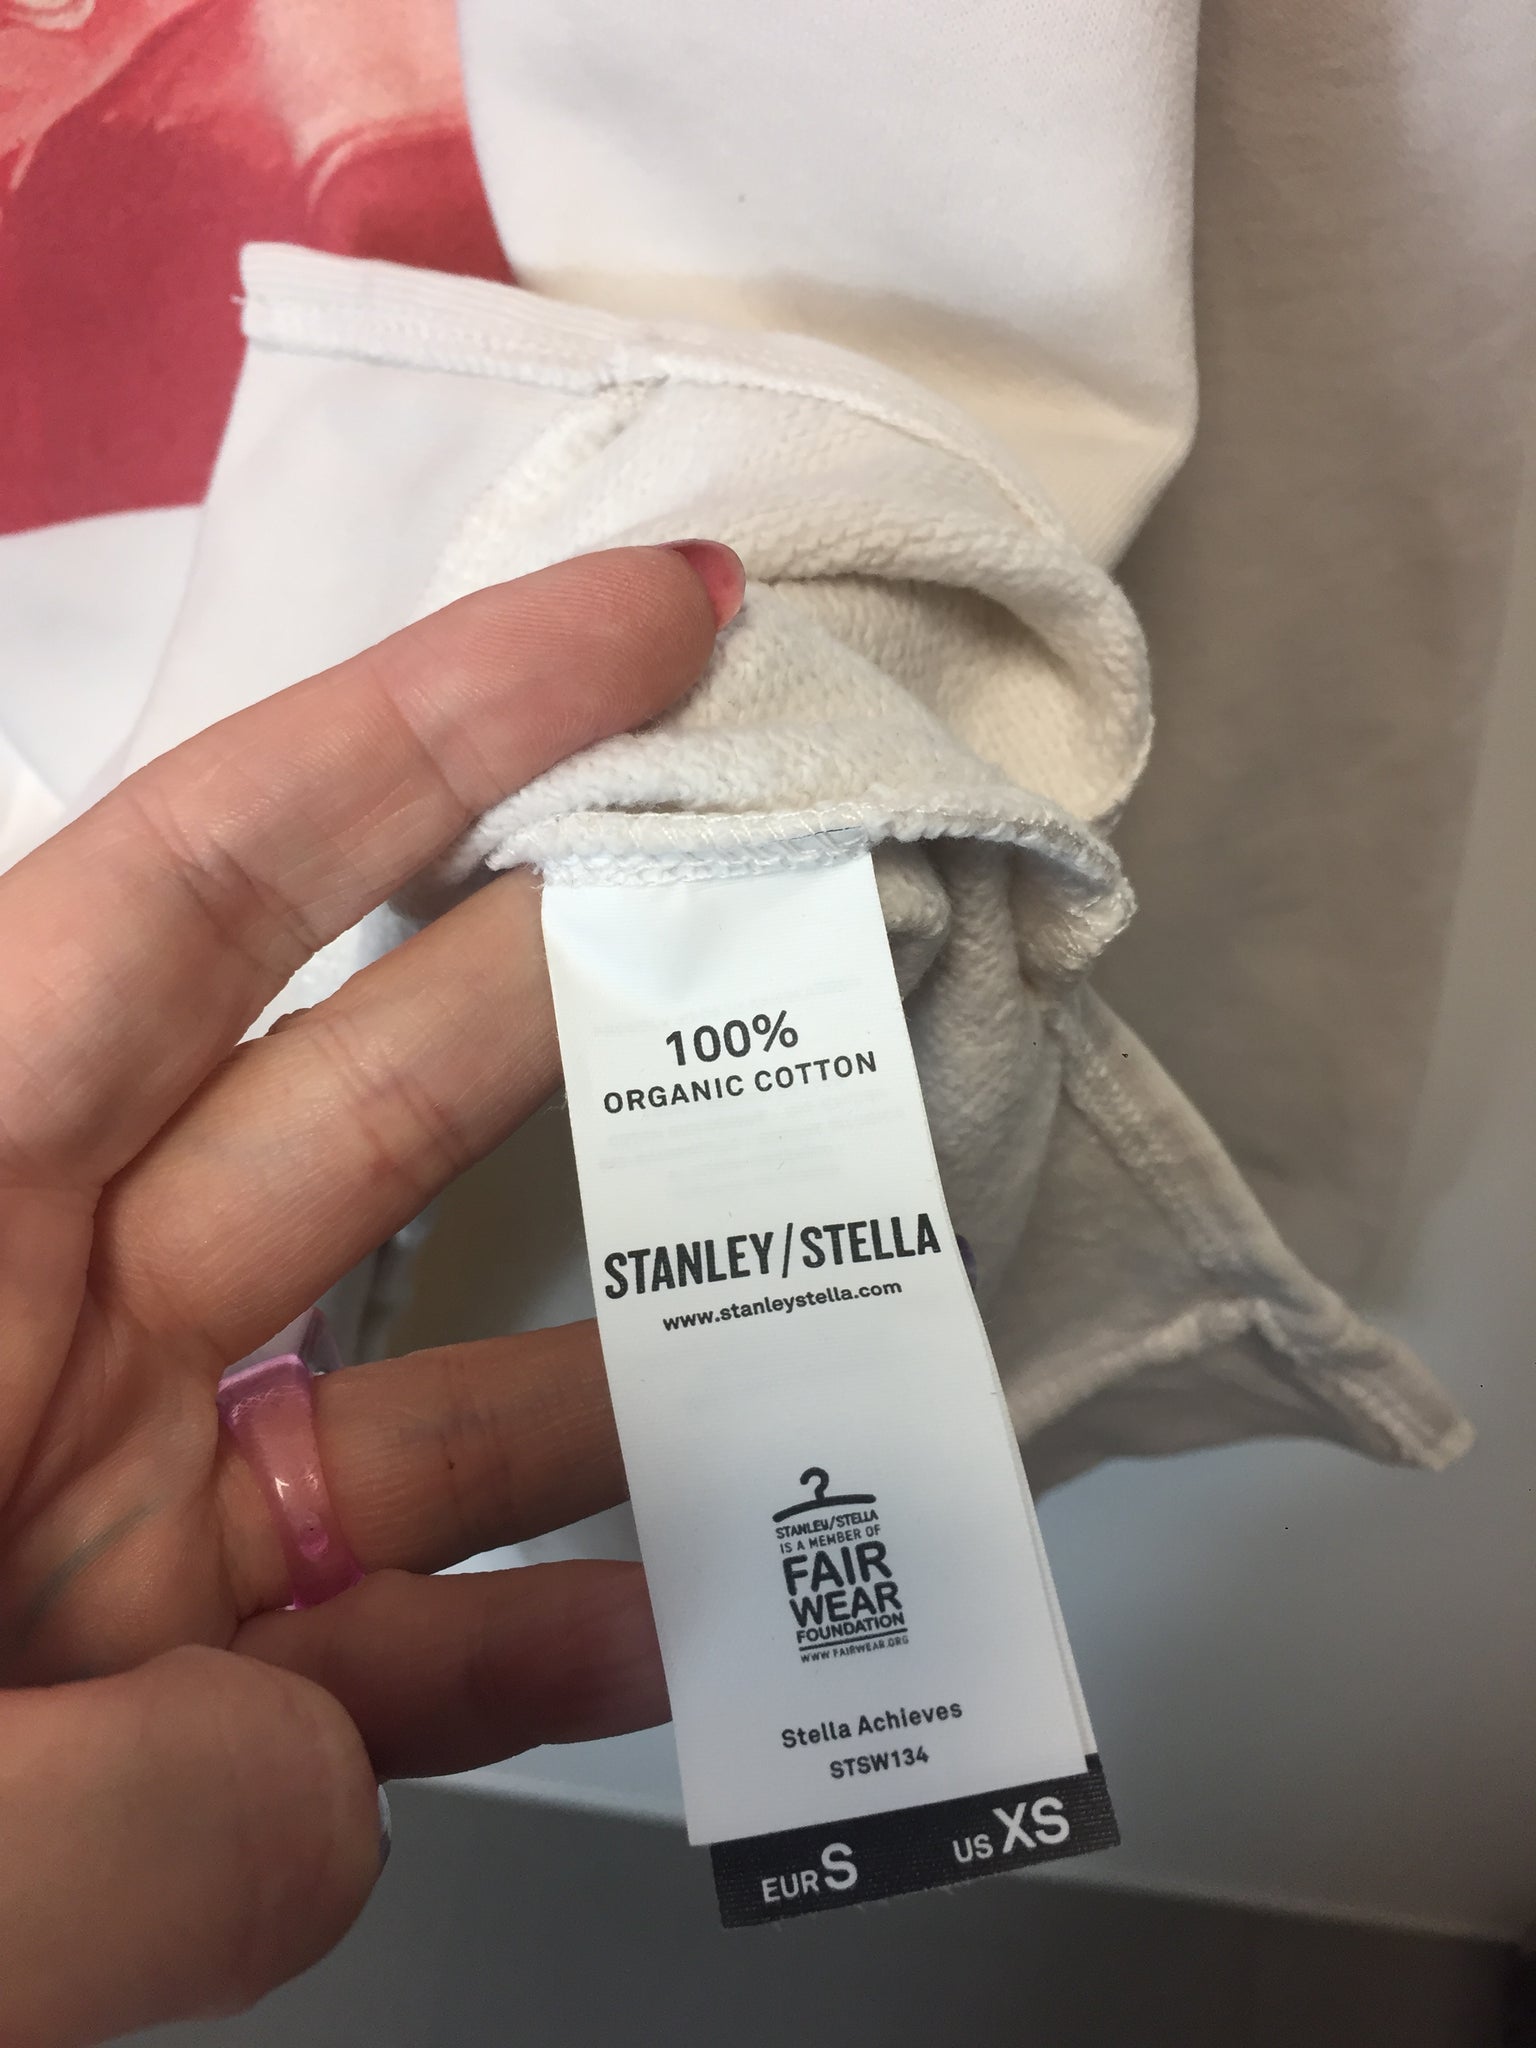 100%
ORGANIC COTTON
STANLEY/STELLA
www.stanleystella.com
STANLEY/STELLA
IS A MEMBER OF
FAIR
WEAR
FOUNDATION
WWW.FAIRWEAR.ORG
Stella Achieves
STSW134
EUR S US XS